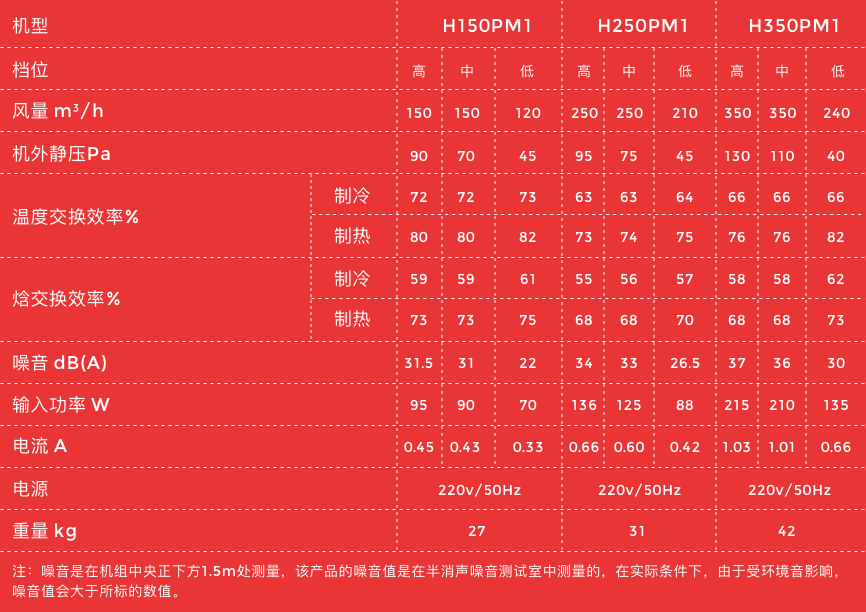 机型 H150PM1 H250PM1 H350PM1
档位 高 中 低 高 中 低 高 中 低
风量 m³/h 150 150 120 250 250 210 350 350 240
机外静压Pa 90 70 45 95 75 45 130 110 40
温度交换效率%
制冷 72 72 73 63 63 64 66 66 66
制热 80 80 82 73 74 75 76 76 82
焓交换效率%
制冷 59 59 61 55 56 57 58 58 62
制热 73 73 75 68 68 70 68 68 73
噪音 dB(A) 31.5 31 22 34 33 26.5 37 36 30
输入功率 W 95 90 70 136 125 88 215 210 135
电流 A 0.45 0.43 0.33 0.66 0.60 0.42 1.03 1.01 0.66
电源 220v/50Hz 220v/50Hz 220v/50Hz
重量 kg 27 31 42
注：噪音是在机组中央正下方1.5m处测量，该产品的噪音值是在半消声噪音测试室中测量的，在实际条件下，由于受环境音影响，
噪音值会大于所标的数值。